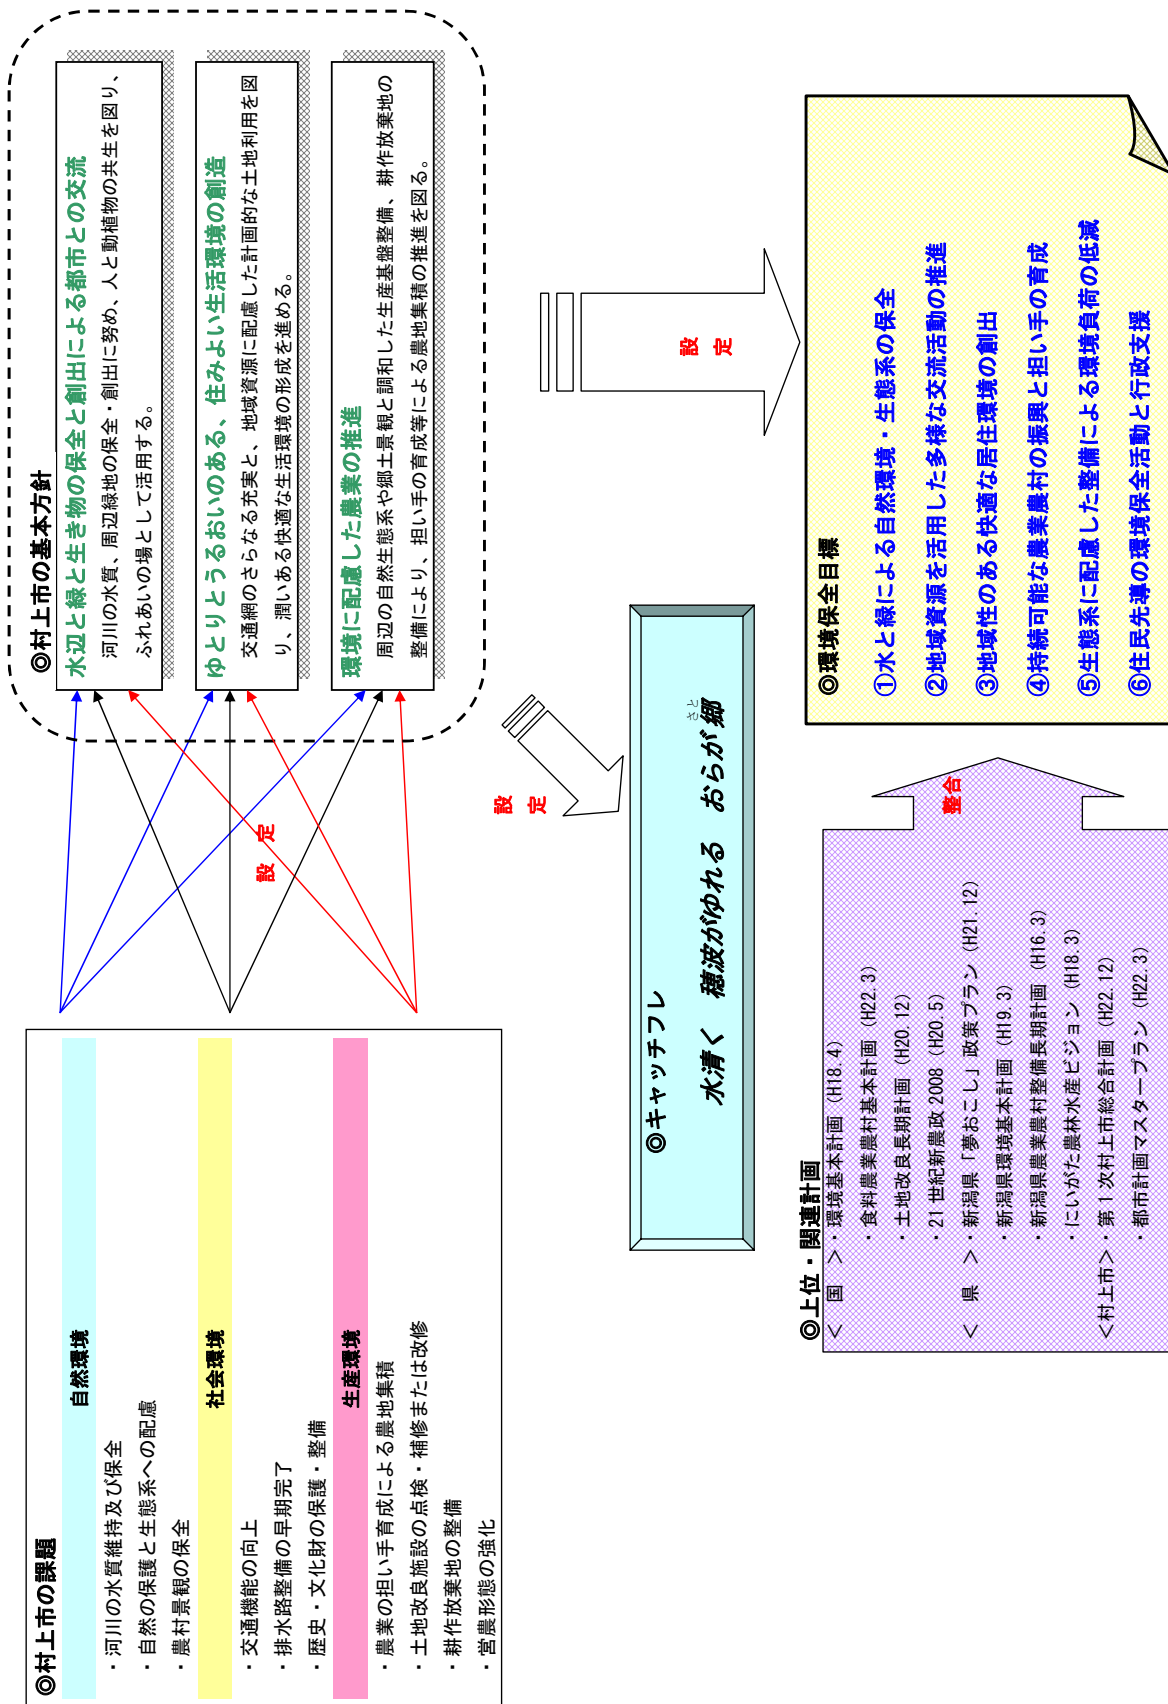 ◎村上市の課題
自然環境
・河川の水質維持及び保全
・自然の保護と生態系への配慮
・農村景観の保全
社会環境
・交通機能の向上
・排水路整備の早期完了
・歴史・文化財の保護・整備
生産環境
・農業の担い手育成による農地集積
・土地改良施設の点検・補修または改修
・耕作放棄地の整備
・営農形態の強化
設 定
◎村上市の基本方針
水辺と緑と生き物の保全と創出による都市との交流
河川の水質、周辺緑地の保全・創出に努め、人と動植物の共生を図り、
ふれあいの場として活用する。
ゆとりとうるおいのある、住みよい生活環境の創造
交通網のさらなる充実と、地域資源に配慮した計画的な土地利用を図
り、潤いある快適な生活環境の形成を進める。
環境に配慮した農業の推進
周辺の自然生態系や郷土景観と調和した生産基盤整備、耕作放棄地の
整備により、担い手の育成等による農地集積の推進を図る。
設
定
◎キャッチフレ
水清く 穂波がゆれる おらが郷
さと
設
定
◎上位・関連計画
＜ 国 ＞・環境基本計画（H18.4）
・食料農業農村基本計画（H22.3）
・土地改良長期計画（H20.12）
・21世紀新農政2008（H20.5）
＜ 県 ＞・新潟県「夢おこし」政策プラン（H21.12）
・新潟県環境基本計画（H19.3）
・新潟県農業農村整備長期計画（H16.3）
・にいがた農林水産ビジョン（H18.3）
＜村上市＞・第1次村上市総合計画（H22.12）
・都市計画マスタープラン（H22.3）
整合
◎環境保全目標
①水と緑による自然環境・生態系の保全
②地域資源を活用した多様な交流活動の推進
③地域性のある快適な居住環境の創出
④持続可能な農業農村の振興と担い手の育成
⑤生態系に配慮した整備による環境負荷の低減
⑥住民先導の環境保全活動と行政支援